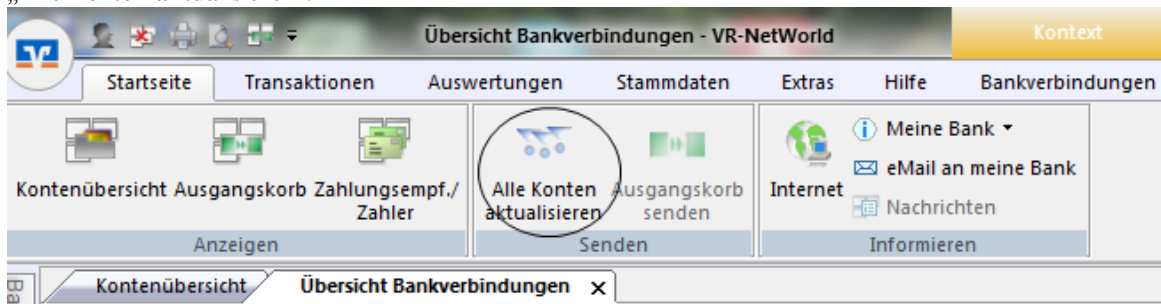 Übersicht Bankverbindungen - VR-NetWorld Kontext
Startseite Transaktionen Auswertungen Stammdaten Extras Hilfe Bankverbindungen
Kontenübersicht Ausgangskorb Zahlungsempf./ Zahler
Alle Konten aktualisieren
Ausgangskorb senden
Internet
Meine Bank
eMail an meine Bank
Nachrichten
Anzeigen Senden Informieren
Ba
Kontenübersicht Übersicht Bankverbindungen x